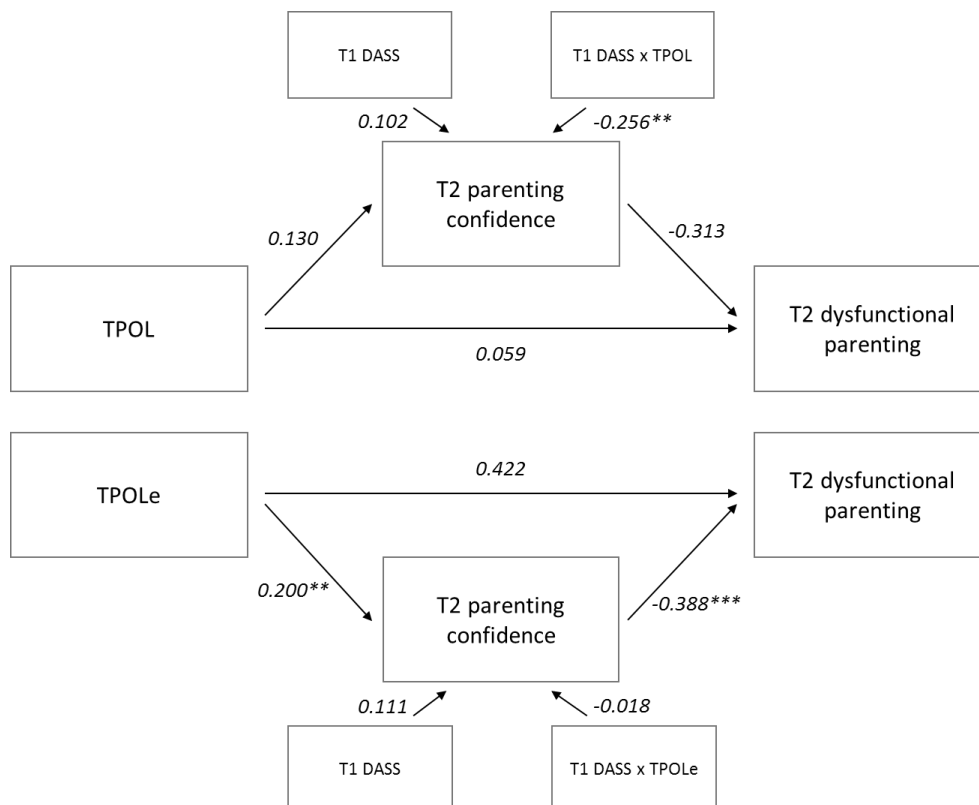 T1 DASS
T1 DASS x TPOL
0.102
-0.256**
T2 parenting
confidence
0.130
-0.313
TPOL
0.059
T2 dysfunctional
parenting
TPOLe
0.422
T2 dysfunctional
parenting
0.200**
T2 parenting
confidence
-0.388***
0.111
-0.018
T1 DASS
T1 DASS x TPOLe